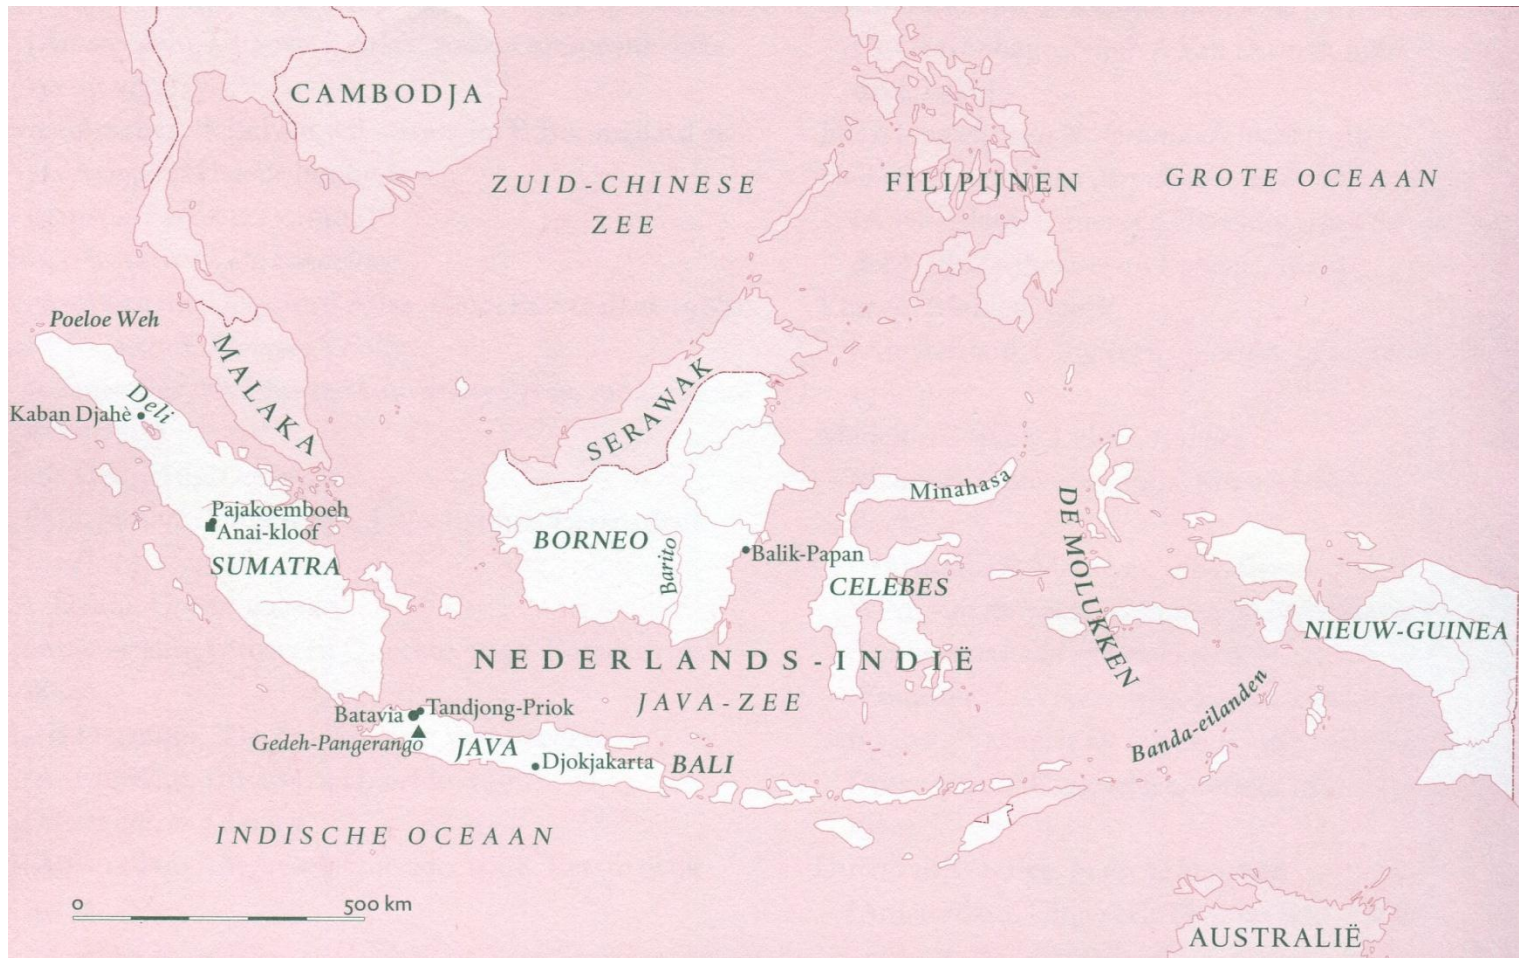 CAMBODJA
ZUID-CHINESE
ZEE
FILIPIJNEN
GROTE OCEAAN
Poeloe Weh
MALAKA
Deli
Kaban Djahè
SERAWAK
Minahasa
Pajakoemboeh
Anai-kloof
SUMATRA
BORNEO
Barito
Balik-Papan
CELEBES
DE MOLUKKEN
NIEUW-GUINEA
NEDERLANDS-INDIË
JAVA-ZEE
Banda-eilanden
Batavia
Tandjong-Priok
Gedeh-Pangerango
JAVA
Djokjakarta
BALI
INDISCHE OCEAAN
0 500 km
AUSTRALIË